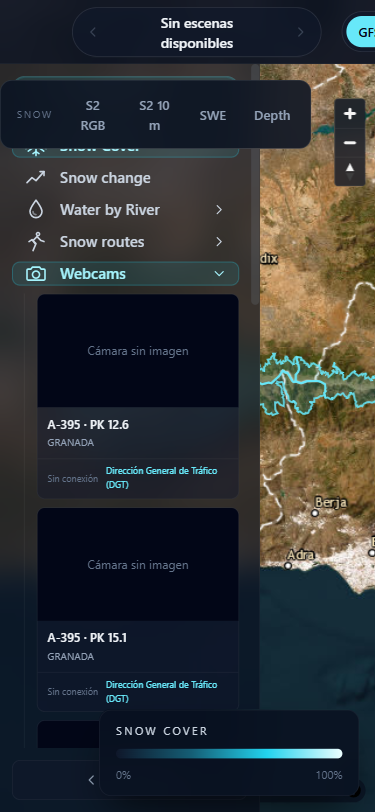 Sin escenas
disponibles
GF
SNOW
S2
RGB
S2 10
m
SWE
Depth
Snow Cover
Snow change
Water by River
Snow routes
Webcams
Cámara sin imagen
A-395 · PK 12.6
GRANADA
Sin conexión
Dirección General de Tráfico
(DGT)
Cámara sin imagen
A-395 · PK 15.1
GRANADA
Sin conexión
Dirección General de Tráfico
(DGT)
dix
Berja
Adra
SNOW COVER
0%
100%